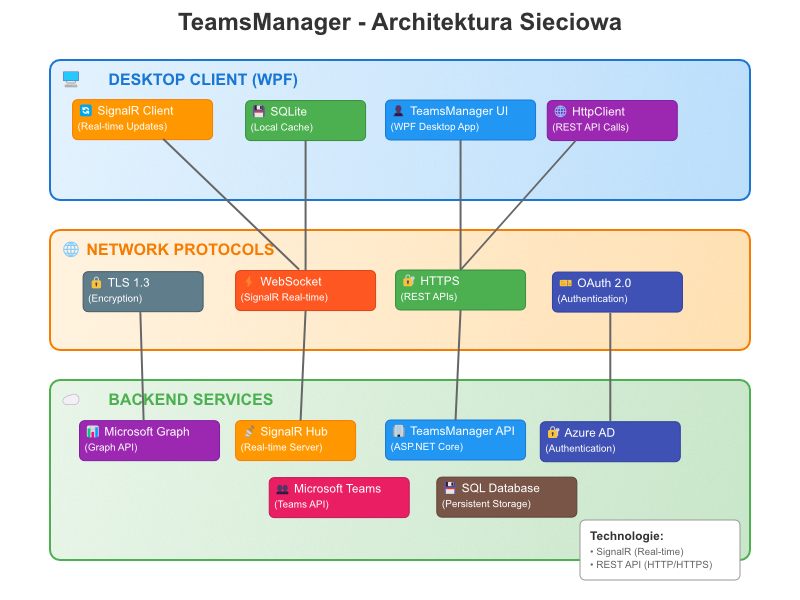 TeamsManager - Architektura Sieciowa
DESKTOP CLIENT (WPF)
SignalR Client
(Real-time Updates)
SQLite
(Local Cache)
TeamsManager UI
(WPF Desktop App)
HttpClient
(REST API Calls)
NETWORK PROTOCOLS
TLS 1.3
(Encryption)
WebSocket
(SignalR Real-time)
HTTPS
(REST APIs)
OAuth 2.0
(Authentication)
BACKEND SERVICES
Microsoft Graph
(Graph API)
SignalR Hub
(Real-time Server)
TeamsManager API
(ASP.NET Core)
Azure AD
(Authentication)
Microsoft Teams
(Teams API)
SQL Database
(Persistent Storage)
Technologie:
• SignalR (Real-time)
• REST API (HTTP/HTTPS)